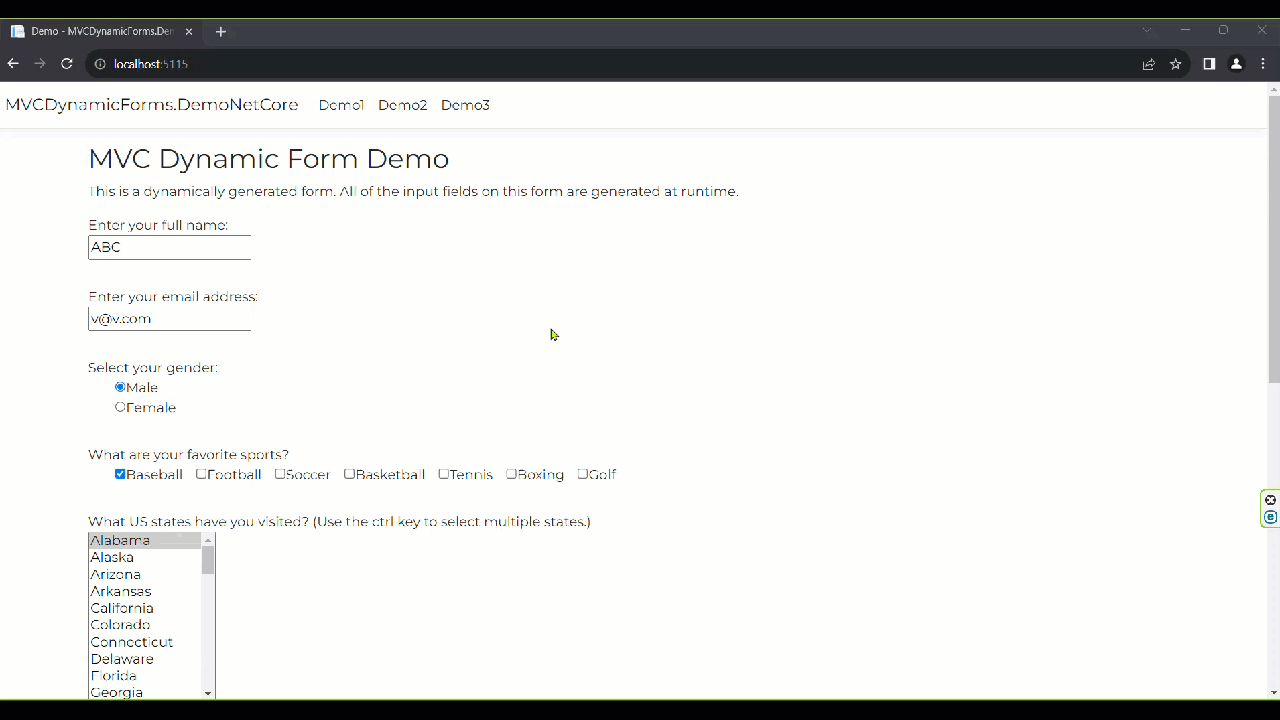 Demo - MVCDynamicForms.Der
localhost:5115
MVCDynamicForms.DemoNetCore Demo1 Demo2 Demo3
MVC Dynamic Form Demo
This is a dynamically generated form. All of the input fields on this form are generated at runtime.
Enter your full name:
ABC
Enter your email address:
v@v.com
Select your gender:
Male
Female
What are your favorite sports?
Baseball Football Soccer Basketball Tennis Boxing Golf
What US states have you visited? (Use the ctrl key to select multiple states.)
Alabama
Alaska
Arizona
Arkansas
California
Colorado
Connecticut
Delaware
Florida
Georgia